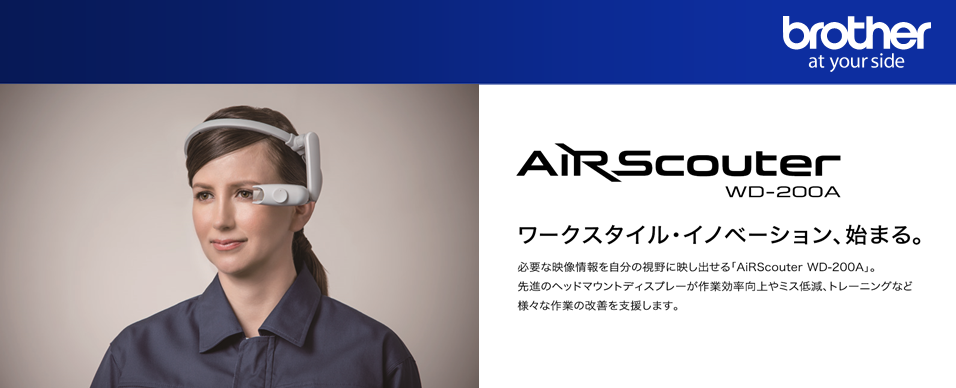 brother
at your side
AiRScouter
WD-200A
ワークスタイル・イノベーション、始まる。
必要な映像情報を自分の視野に映し出せる「AiRScouter WD-200A」。
先進のヘッドマウントディスプレーが作業効率向上やミス低減、トレーニングなど
様々な作業の改善を支援します。